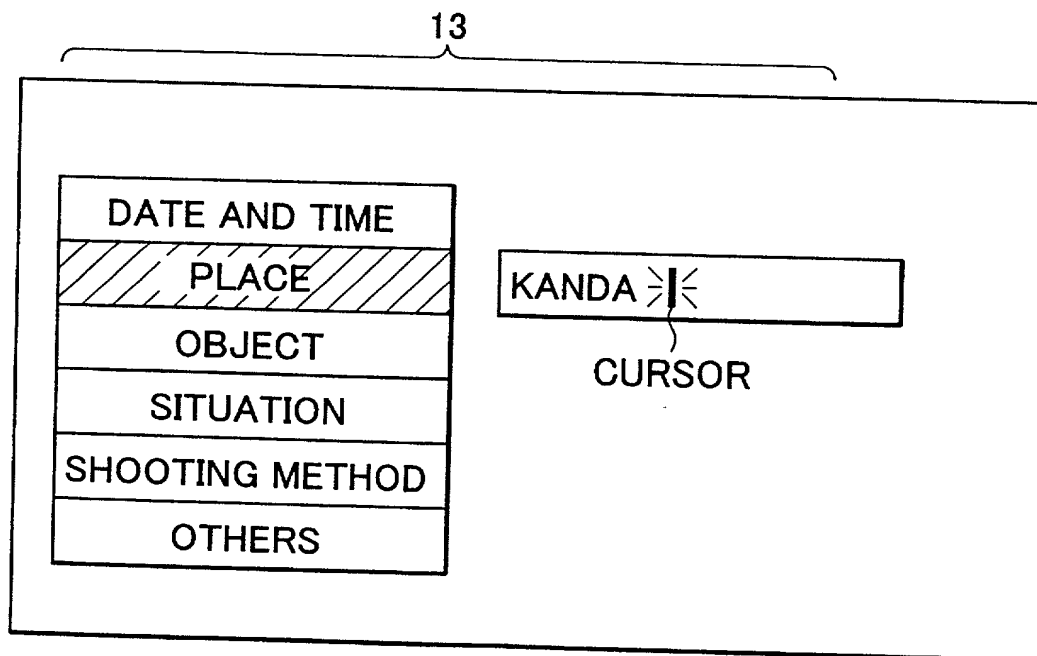 13
DATE AND TIME
PLACE
OBJECT
SITUATION
SHOOTING METHOD
OTHERS
KANDA
CURSOR